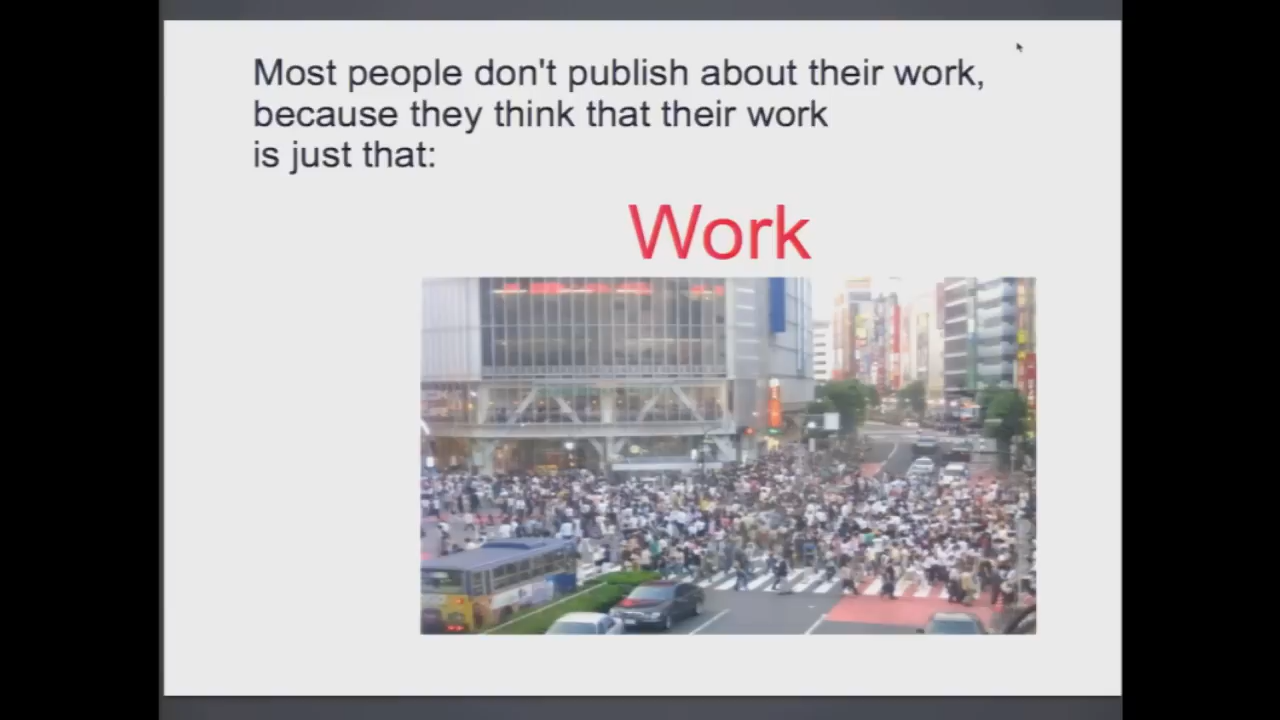 Most people don't publish about their work,
because they think that their work
is just that:
Work